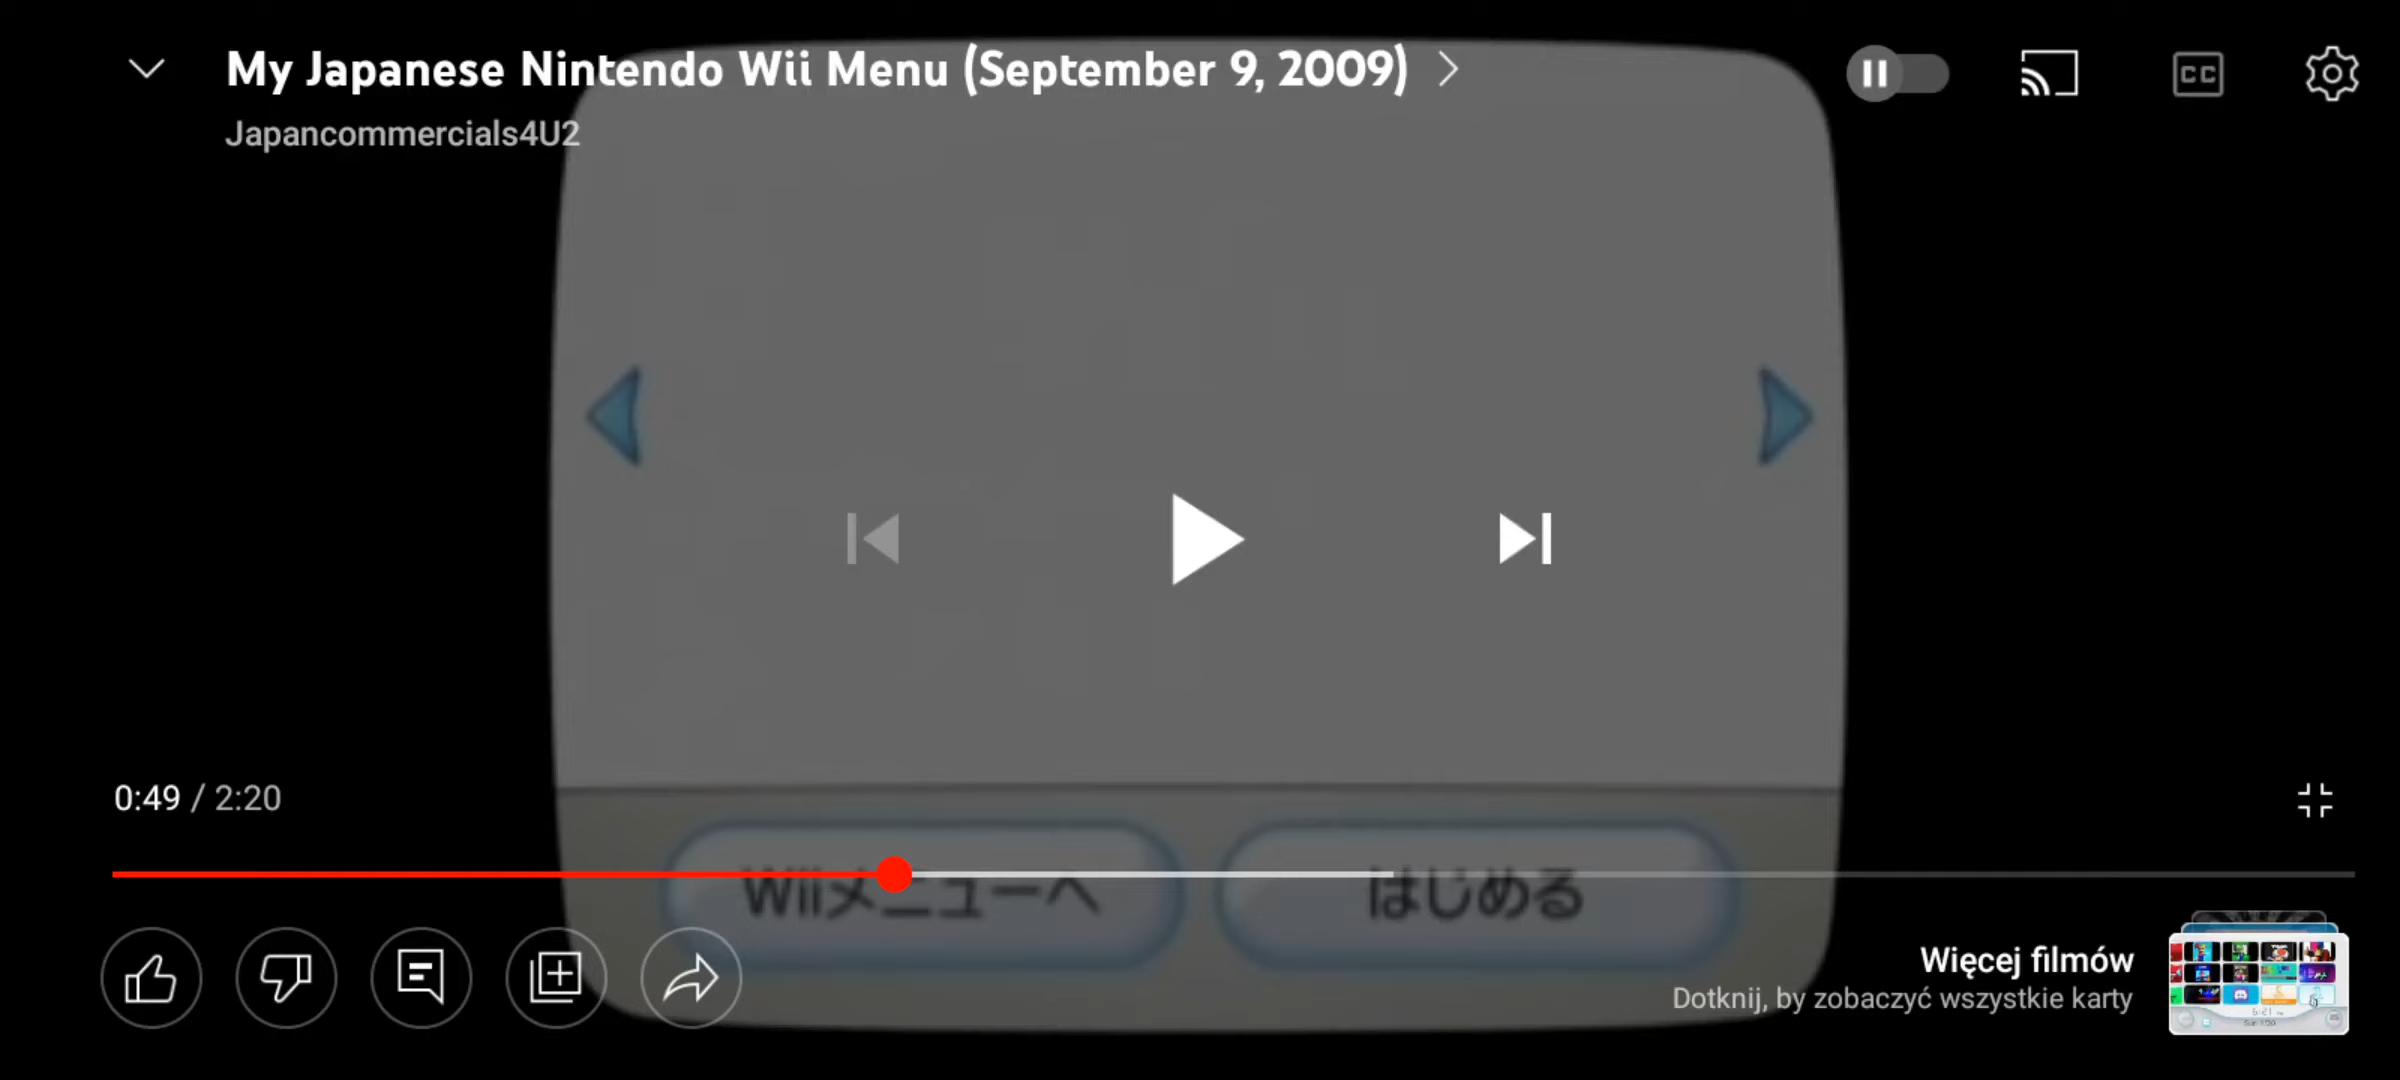 My Japanese Nintendo Wii Menu (September 9, 2009)
Japancommercials4U2
CC
0:49 / 2:20
Wiiメニューへ
はじめる
Więcej filmów
Dotknij, by zobaczyć wszystkie karty